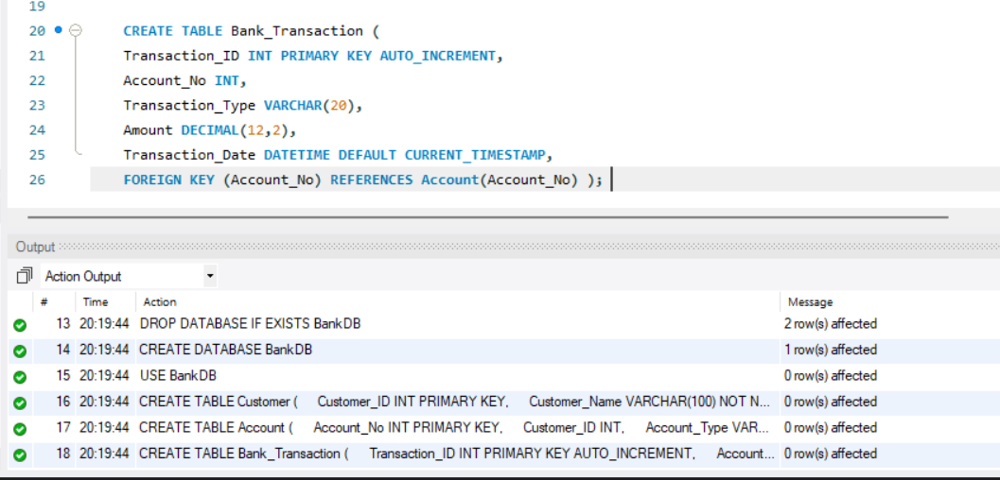 19
20 CREATE TABLE Bank_Transaction (
21 Transaction_ID INT PRIMARY KEY AUTO_INCREMENT,
22 Account_No INT,
23 Transaction_Type VARCHAR(20),
24 Amount DECIMAL(12,2),
25 Transaction_Date DATETIME DEFAULT CURRENT_TIMESTAMP,
26 FOREIGN KEY (Account_No) REFERENCES Account(Account_No) );
Output
Action Output
# Time Action Message
13 20:19:44 DROP DATABASE IF EXISTS BankDB 2 row(s) affected
14 20:19:44 CREATE DATABASE BankDB 1 row(s) affected
15 20:19:44 USE BankDB 0 row(s) affected
16 20:19:44 CREATE TABLE Customer ( Customer_ID INT PRIMARY KEY, Customer_Name VARCHAR(100) NOT N... 0 row(s) affected
17 20:19:44 CREATE TABLE Account ( Account_No INT PRIMARY KEY, Customer_ID INT, Account_Type VAR... 0 row(s) affected
18 20:19:44 CREATE TABLE Bank_Transaction ( Transaction_ID INT PRIMARY KEY AUTO_INCREMENT, Account... 0 row(s) affected